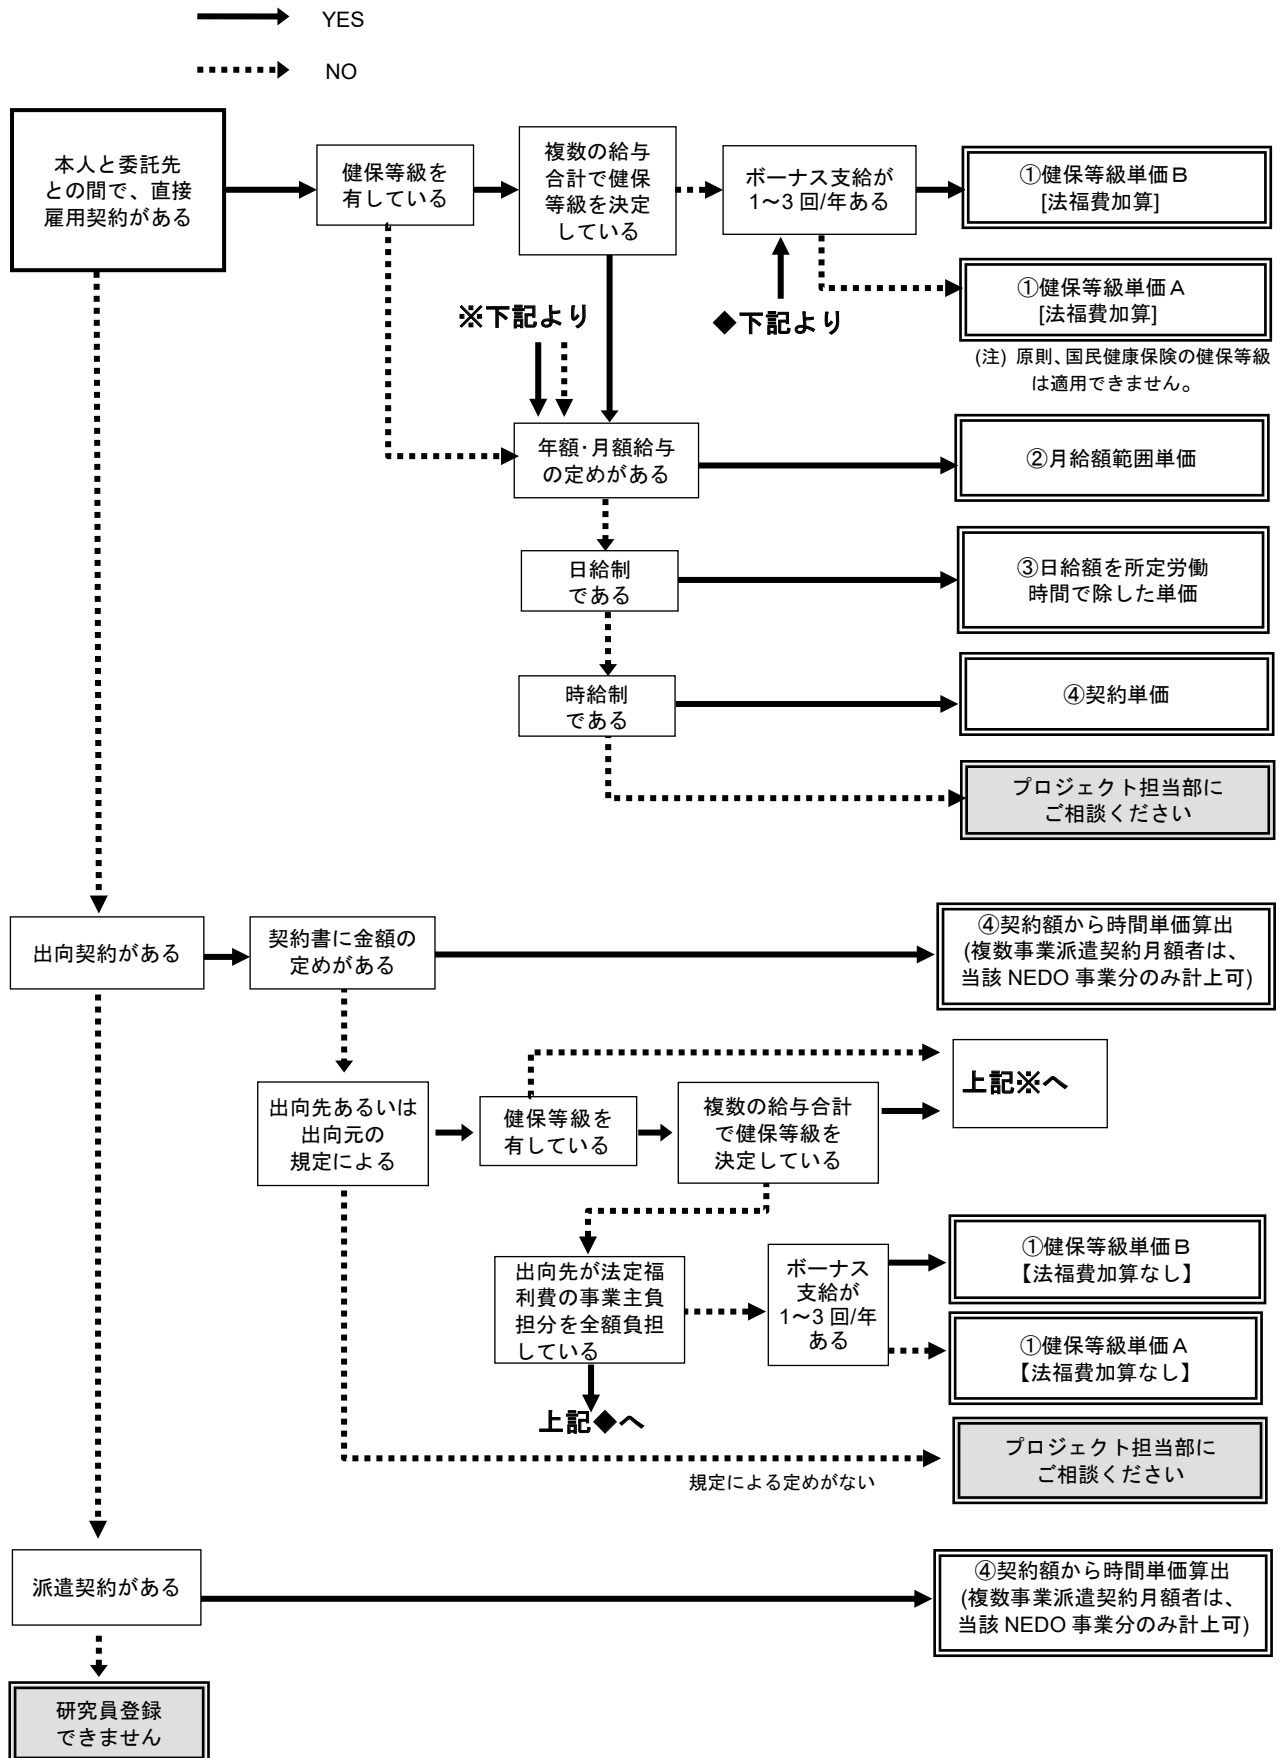 YES
NO
本人と委託先
との間で、直接
雇用契約がある
健保等級を
有している
複数の給与
合計で健保
等級を決定
している
ボーナス支給が
1～3 回/年ある
①健保等級単価Ｂ
[法福費加算]
①健保等級単価Ａ
[法福費加算]
(注) 原則、国民健康保険の健保等級
は適用できません。
※下記より
◆下記より
年額･月額給与
の定めがある
②月給額範囲単価
日給制
である
③日給額を所定労働
時間で除した単価
時給制
である
④契約単価
プロジェクト担当部に
ご相談ください
出向契約がある
契約書に金額の
定めがある
④契約額から時間単価算出
(複数事業派遣契約月額者は、
当該 NEDO 事業分のみ計上可)
出向先あるいは
出向元の
規定による
健保等級を
有している
複数の給与合計
で健保等級を
決定している
上記※へ
出向先が法定福
利費の事業主負
担分を全額負担
している
ボーナス
支給が
1～3 回/年
ある
①健保等級単価Ｂ
【法福費加算なし】
①健保等級単価Ａ
【法福費加算なし】
上記◆へ
プロジェクト担当部に
ご相談ください
規定による定めがない
派遣契約がある
④契約額から時間単価算出
(複数事業派遣契約月額者は、
当該 NEDO 事業分のみ計上可)
研究員登録
できません